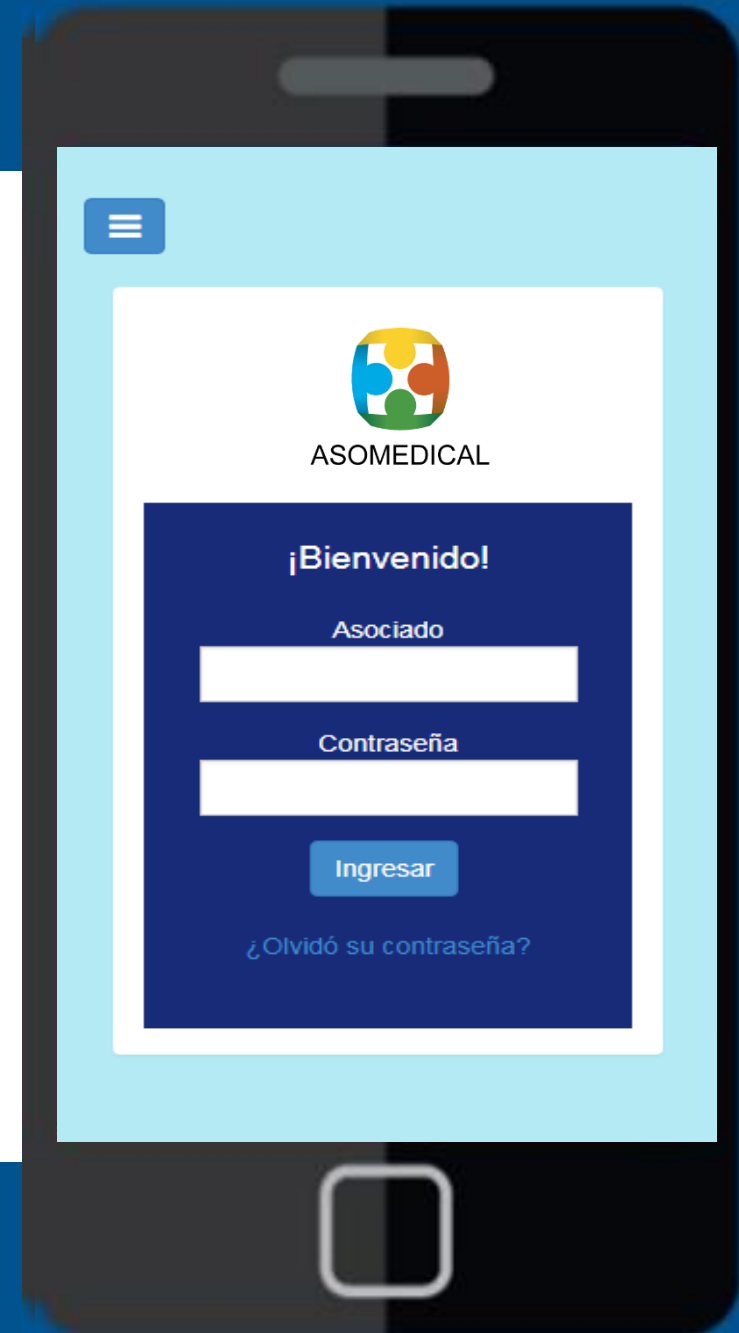 ASOMEDICAL
¡Bienvenido!
Asociado
Contraseña
Ingresar
¿Olvidó su contraseña?